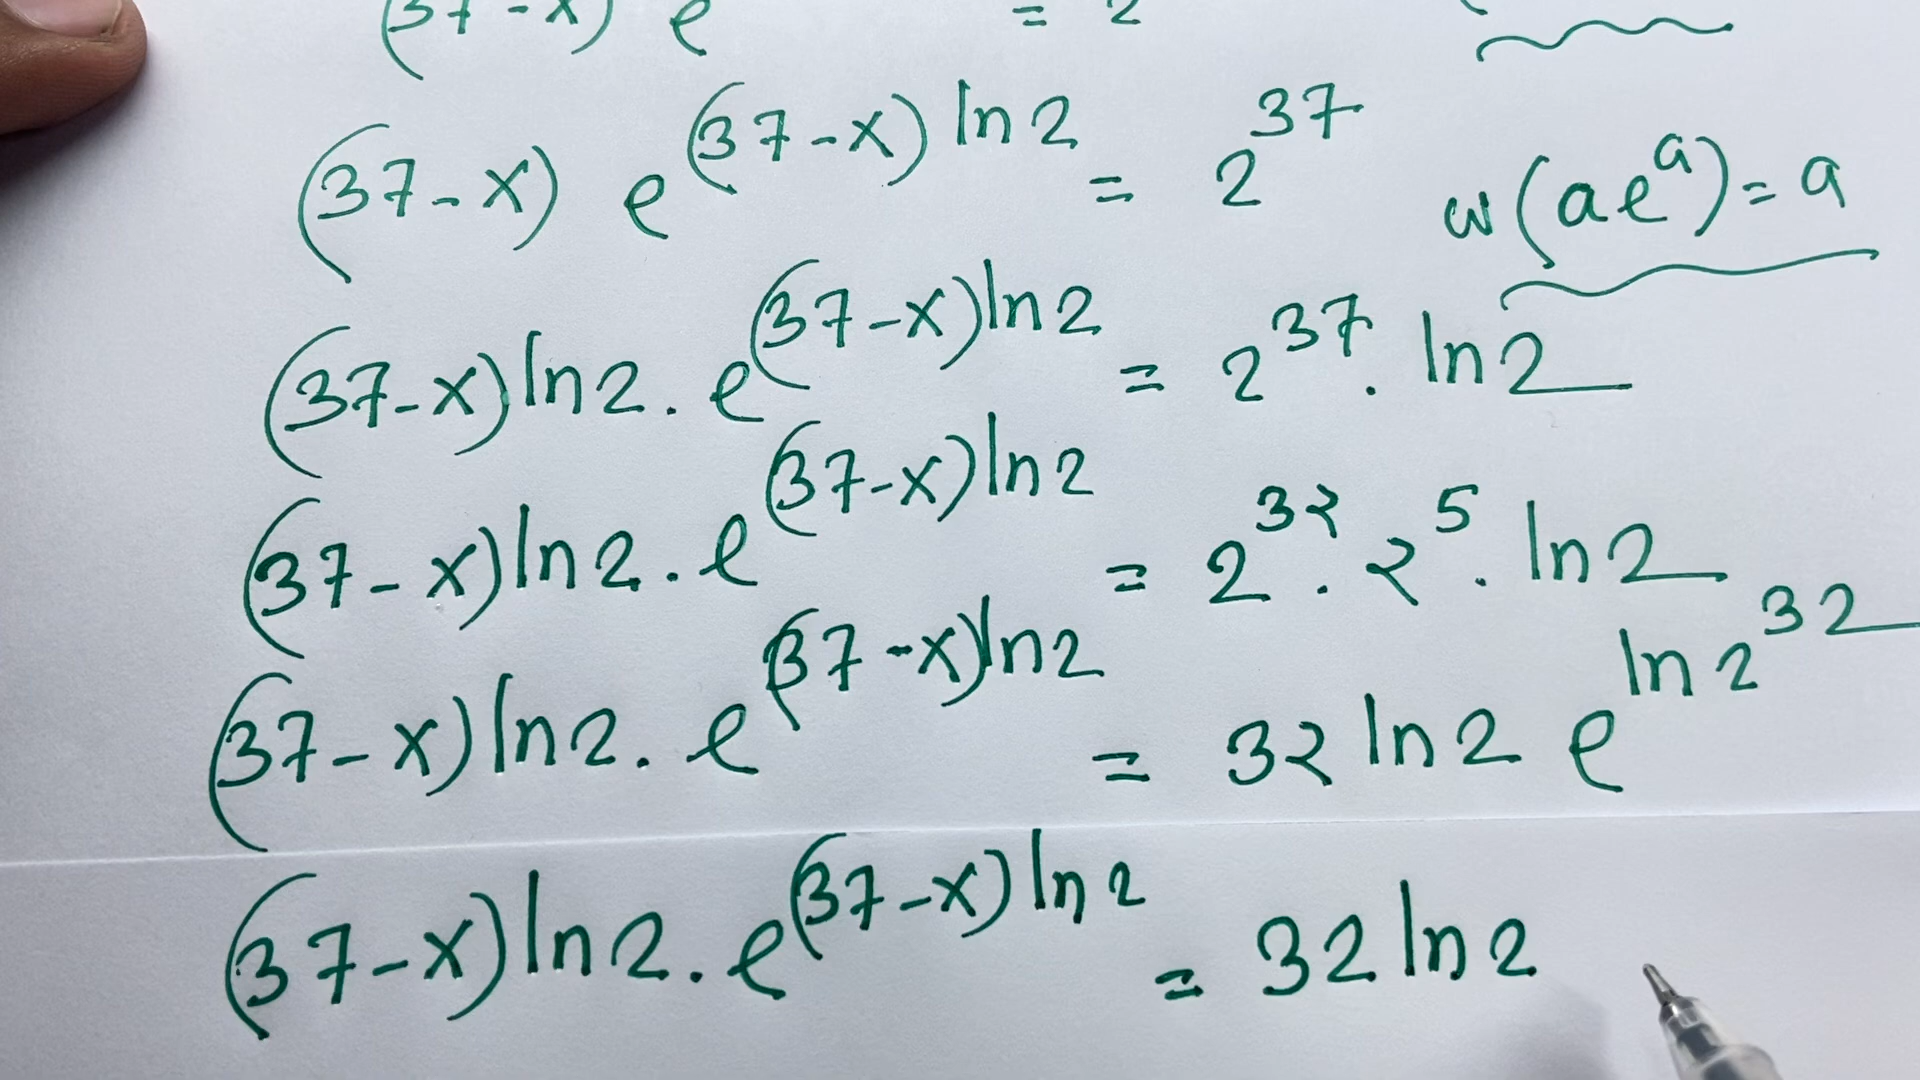 (37-x) e = 2
(37-x) e^{(37-x) ln 2} = 2^{37}
w(ae^a) = a
(37-x) ln 2 . e^{(37-x) ln 2} = 2^{37} . ln 2
(37-x) ln 2 . e^{(37-x) ln 2} = 2^{32} . 2^5 . ln 2
(37-x) ln 2 . e^{(37-x) ln 2} = 32 ln 2 e^{ln 2^{32}}
(37-x) ln 2 . e^{(37-x) ln 2} = 32 ln 2